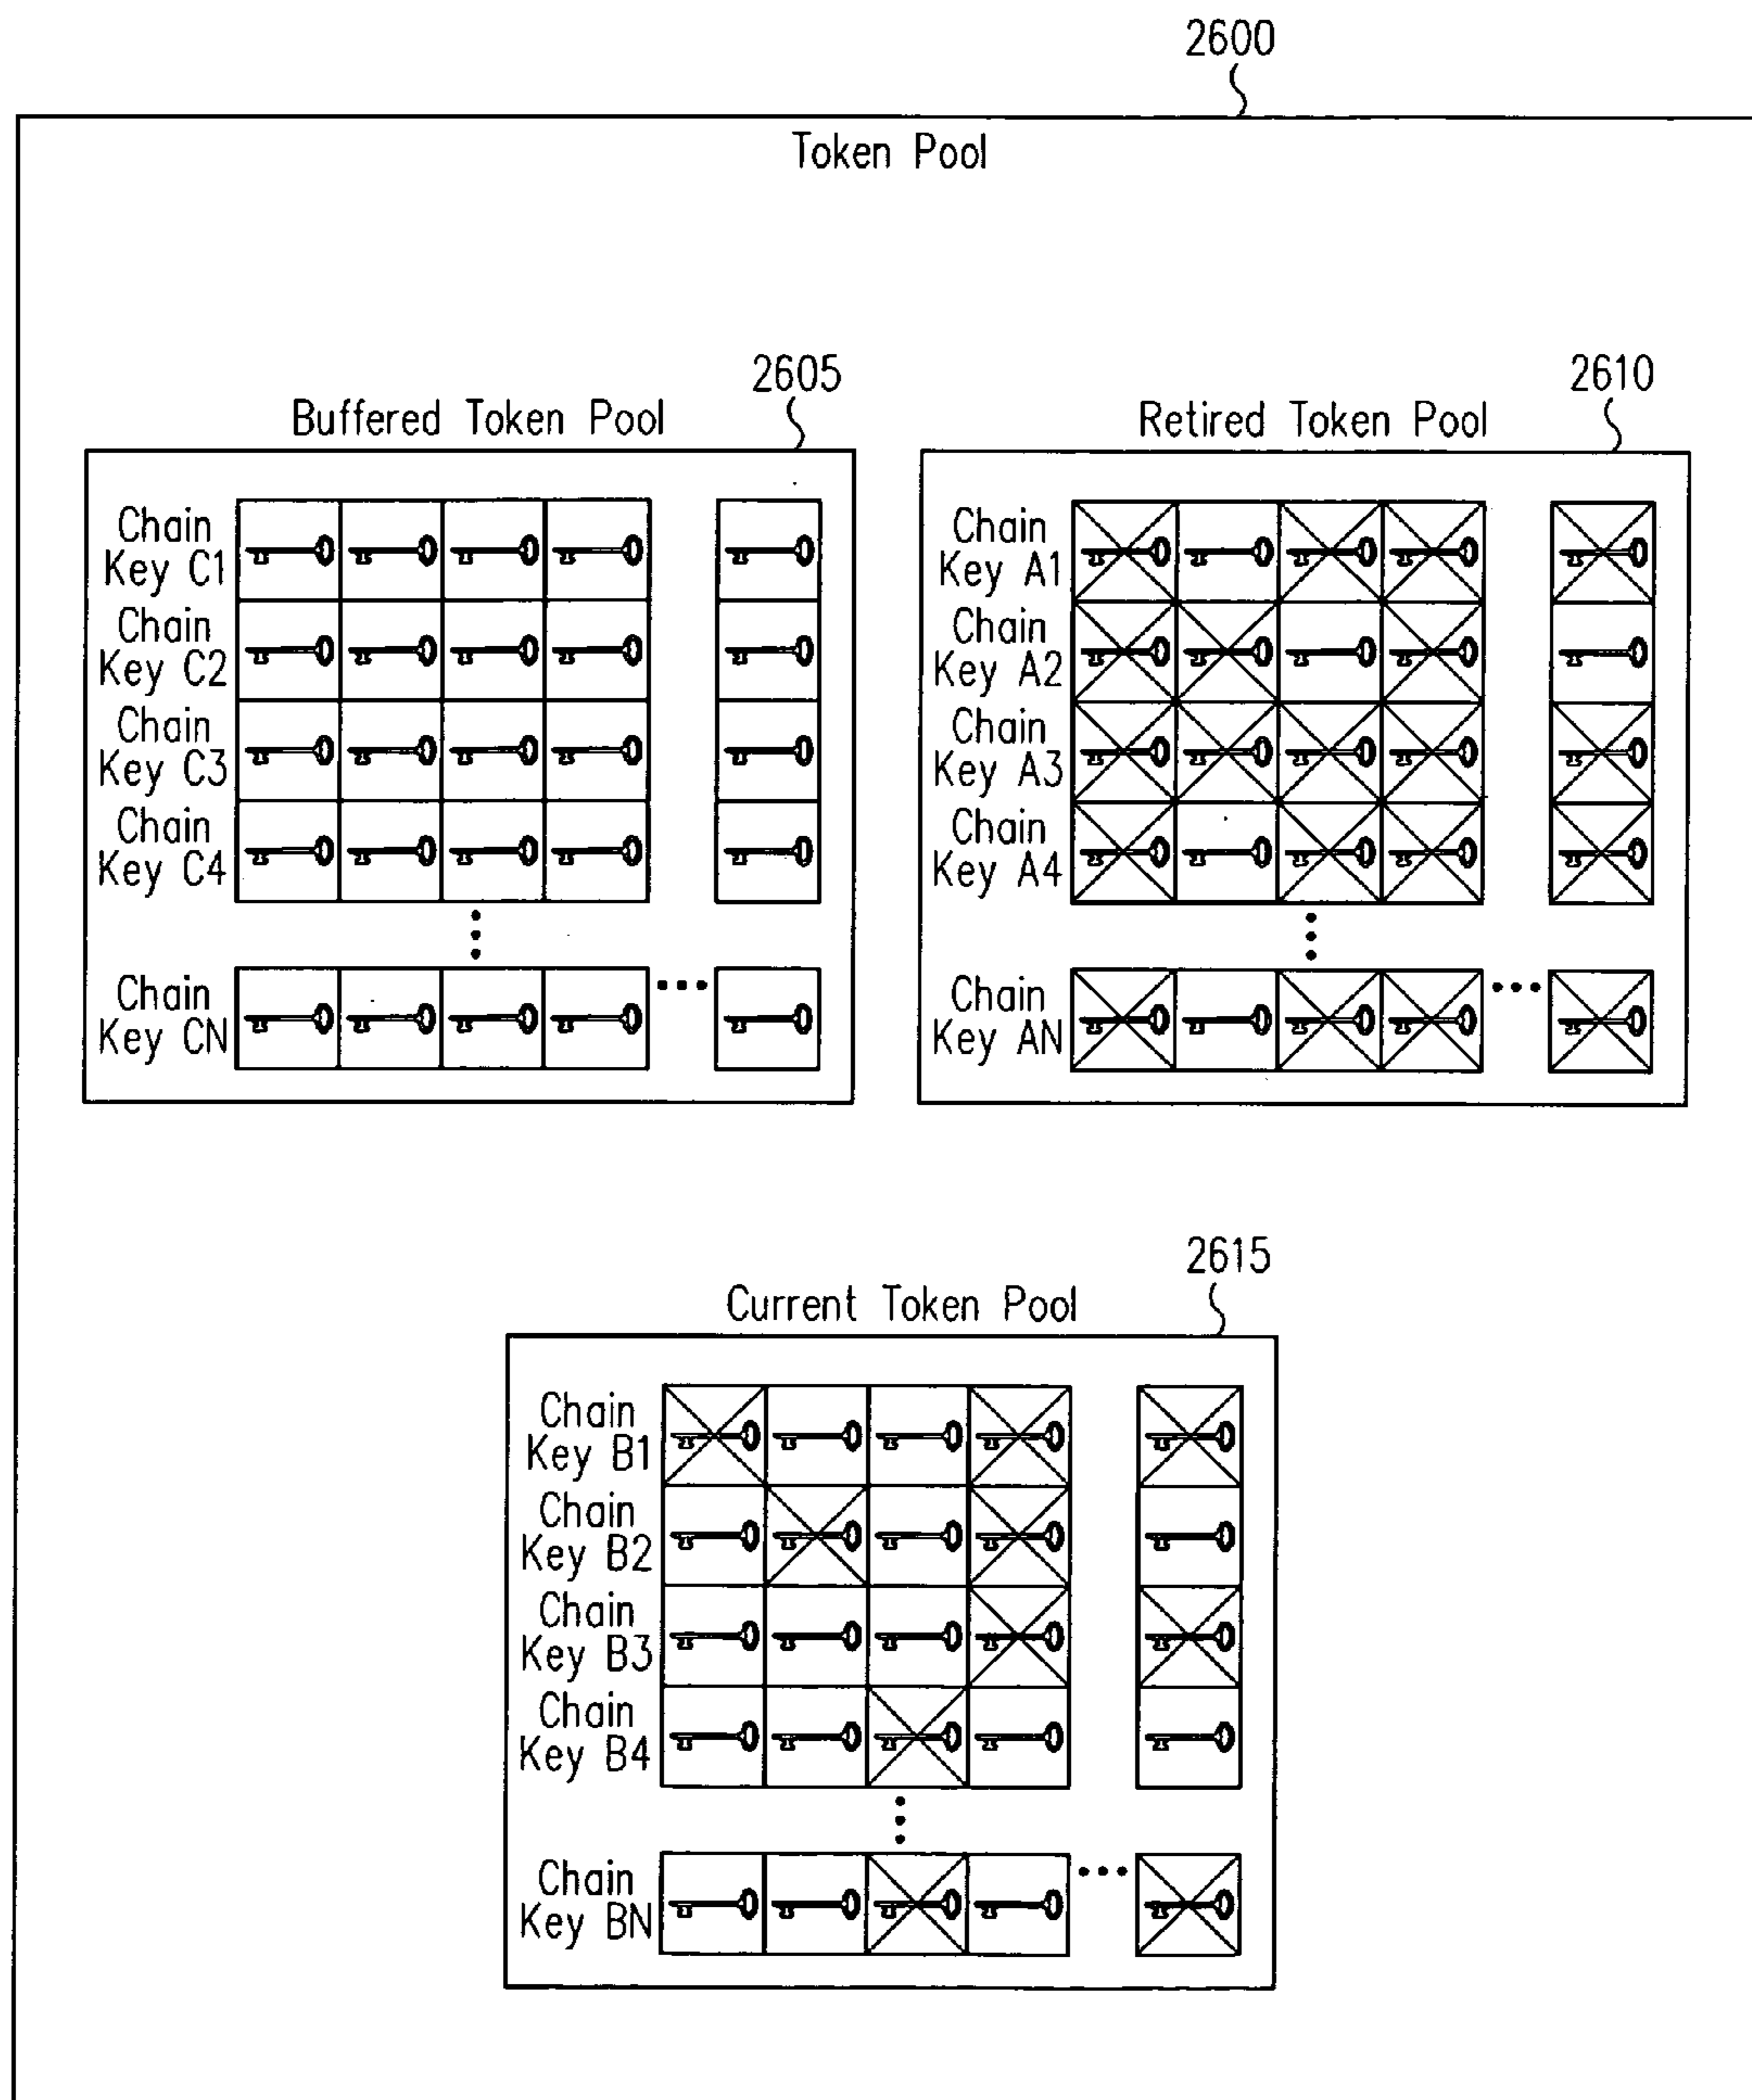 2600
Token Pool
2605
Buffered Token Pool
Chain
Key C1
Chain
Key C2
Chain
Key C3
Chain
Key C4
Chain
Key CN
2610
Retired Token Pool
Chain
Key A1
Chain
Key A2
Chain
Key A3
Chain
Key A4
Chain
Key AN
2615
Current Token Pool
Chain
Key B1
Chain
Key B2
Chain
Key B3
Chain
Key B4
Chain
Key BN